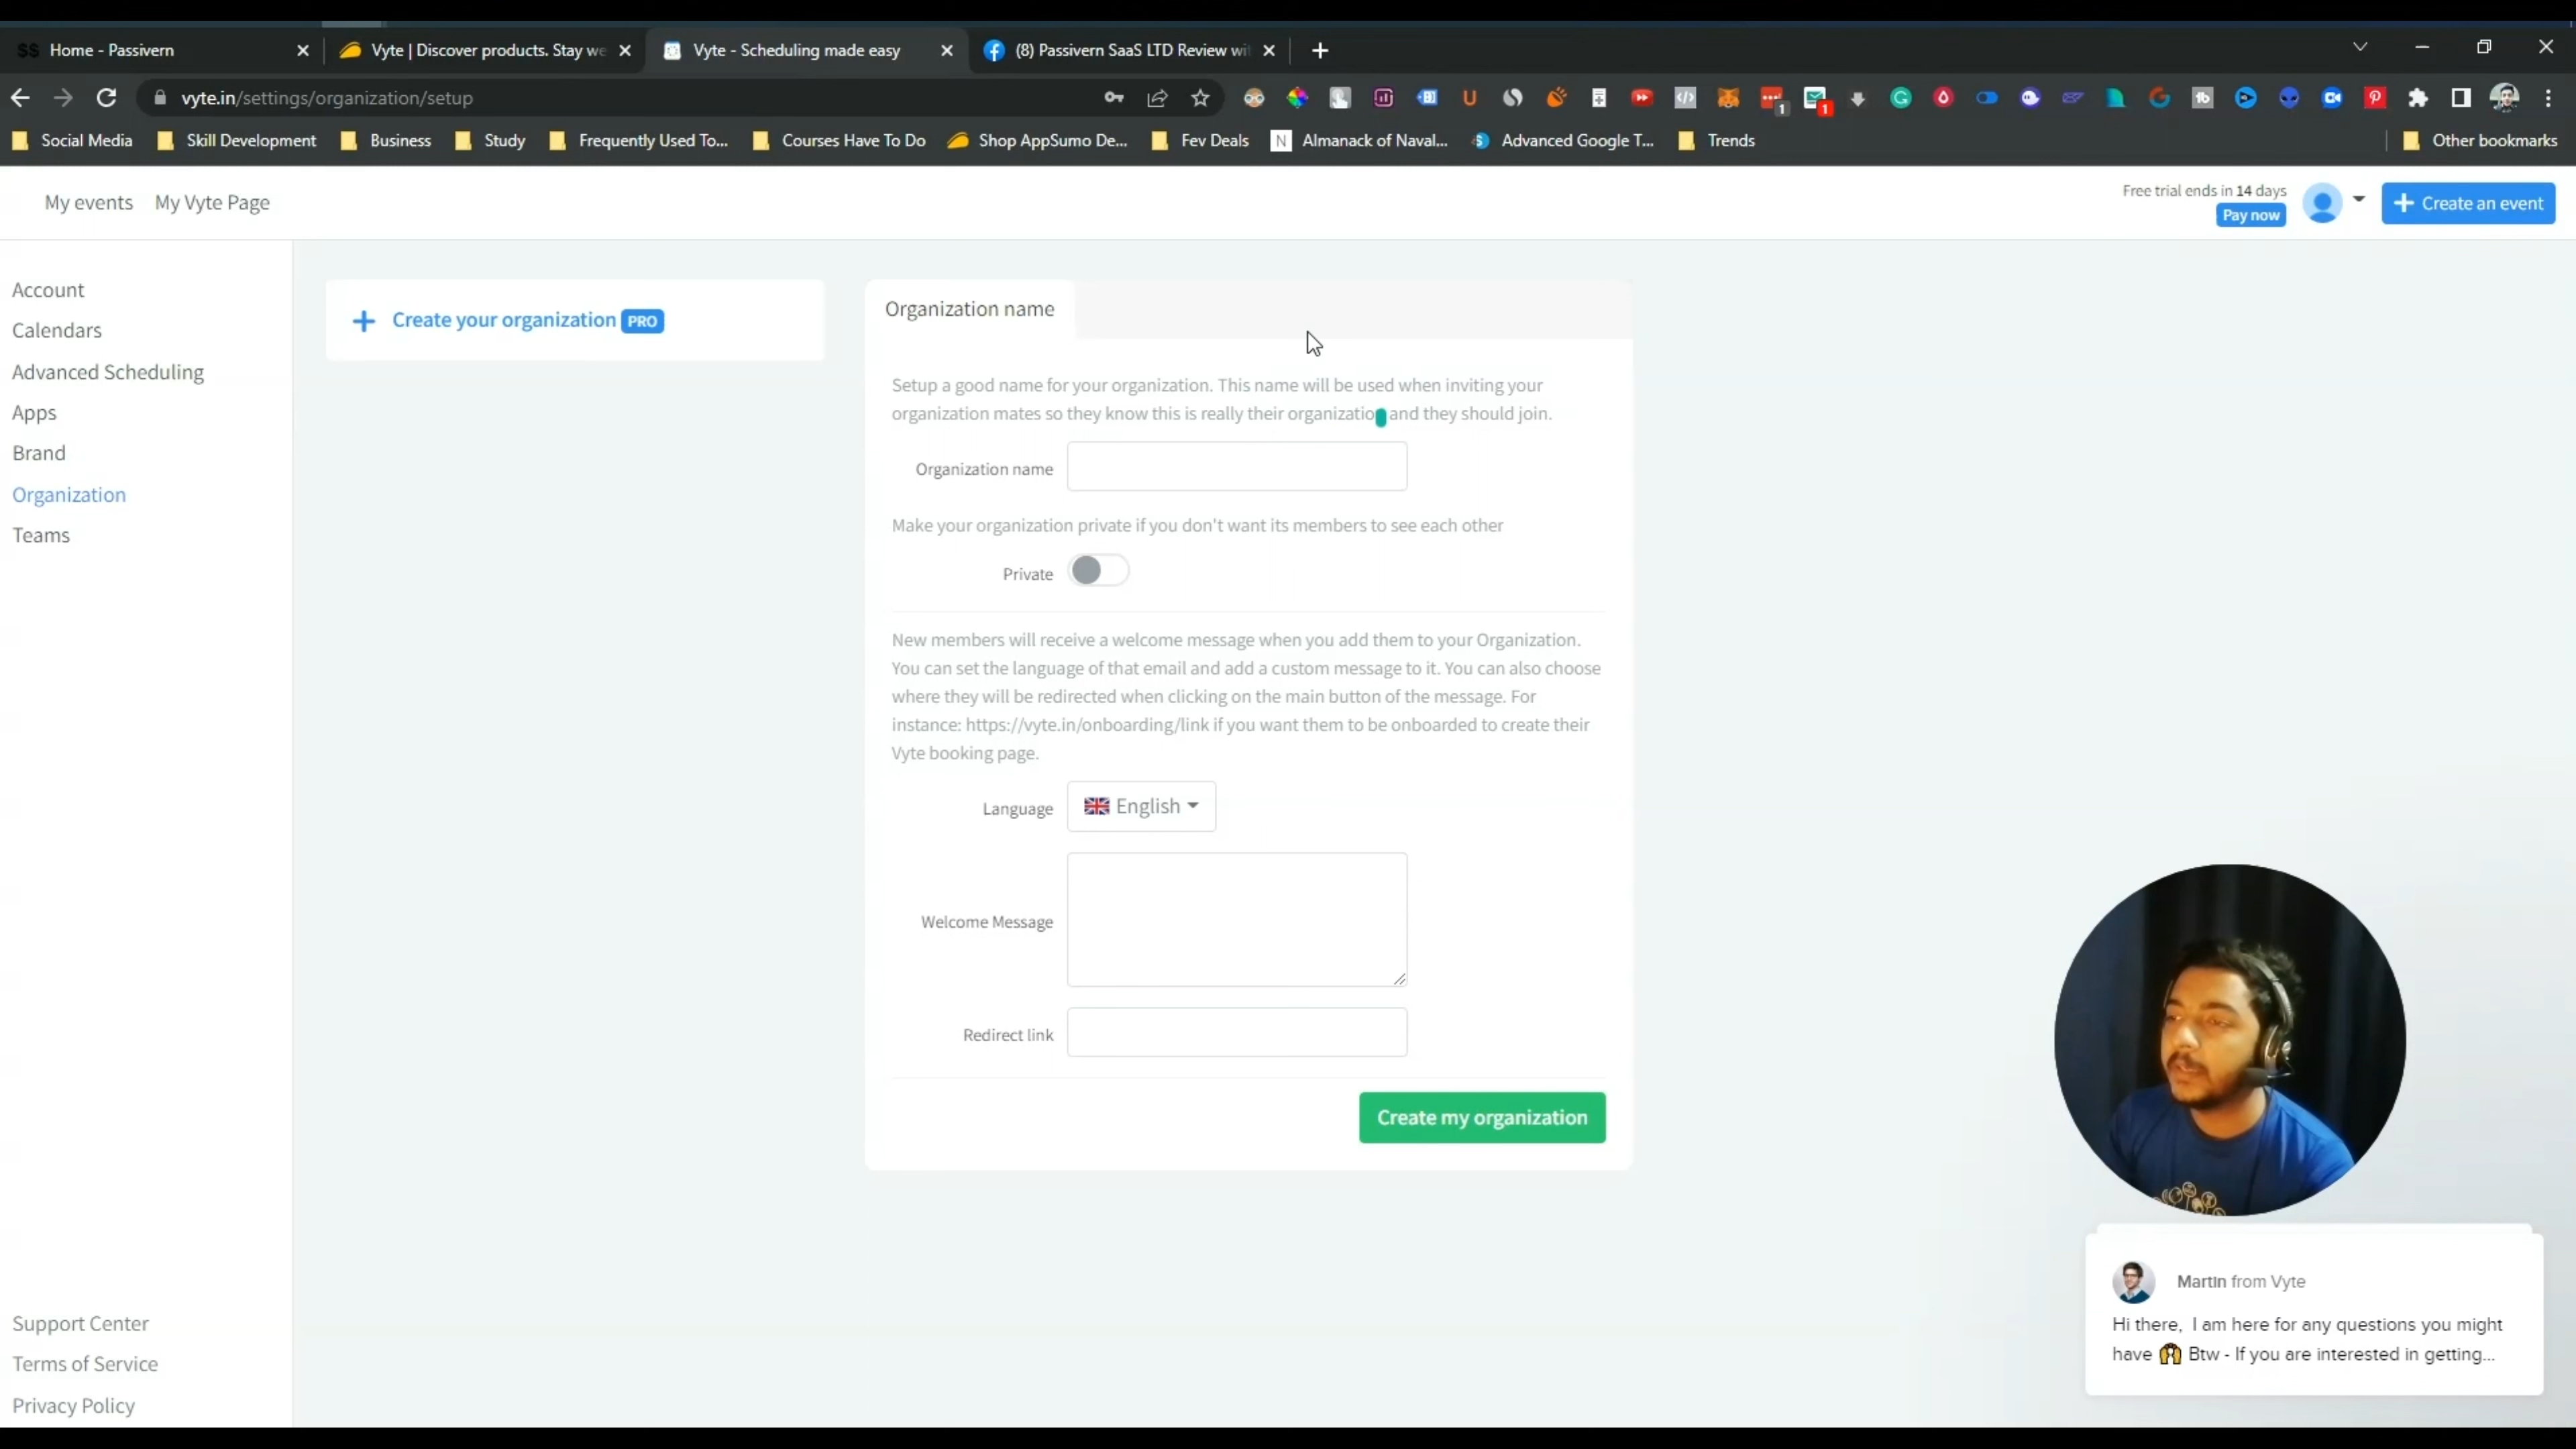 $$ Home - Passivern
Vyte | Discover products. Stay we
Vyte - Scheduling made easy
(8) Passivern SaaS LTD Review wi
vyte.in/settings/organization/setup
Social Media
Skill Development
Business
Study
Frequently Used To...
Courses Have To Do
Shop AppSumo De...
Fev Deals
Almanack of Naval...
Advanced Google T...
Trends
Other bookmarks
My events
My Vyte Page
Free trial ends in 14 days
Pay now
Create an event
Account
Calendars
Advanced Scheduling
Apps
Brand
Organization
Teams
Create your organization PRO
Organization name
Setup a good name for your organization. This name will be used when inviting your
organization mates so they know this is really their organization and they should join.
Organization name
Make your organization private if you don't want its members to see each other
Private
New members will receive a welcome message when you add them to your Organization.
You can set the language of that email and add a custom message to it. You can also choose
where they will be redirected when clicking on the main button of the message. For
instance: https://vyte.in/onboarding/link if you want them to be onboarded to create their
Vyte booking page.
Language
English
Welcome Message
Redirect link
Create my organization
Martin from Vyte
Hi there, I am here for any questions you might
have Btw - If you are interested in getting...
Support Center
Terms of Service
Privacy Policy